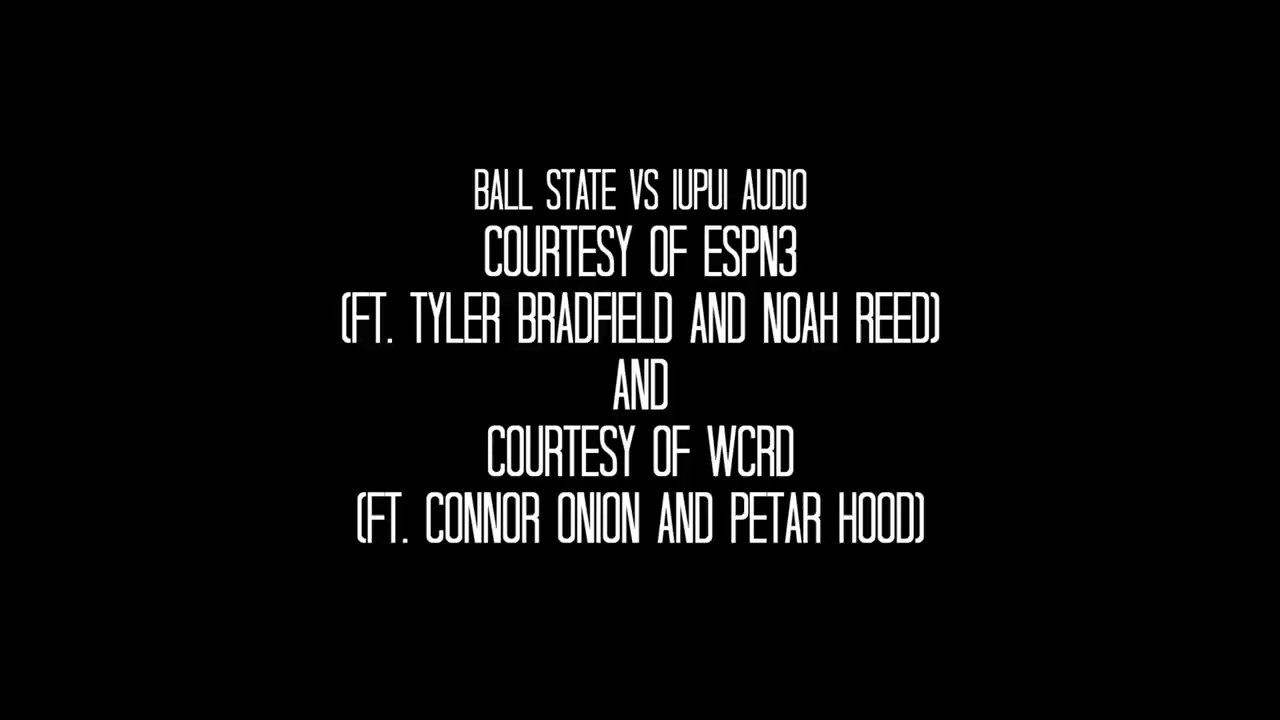 BALL STATE VS IUPUI AUDIO
COURTESY OF ESPN3
(FT. TYLER BRADFIELD AND NOAH REED)
AND
COURTESY OF WCRD
(FT. CONNOR ONION AND PETAR HOOD)